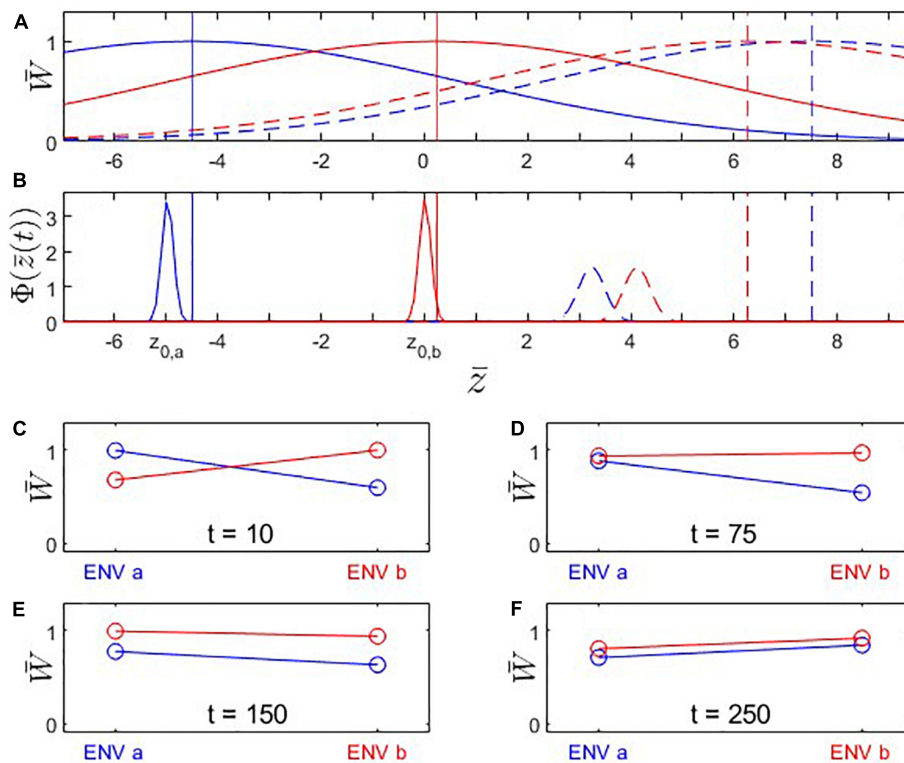 A
W̄
1
0
-6 -4 -2 0 2 4 6 8
B
Φ(z̄(t))
3
2
1
0
-6 z0,a -4 -2 z0,b 2 4 6 8
z̄
C
W̄
1
0
t = 10
ENV a ENV b
D
W̄
1
0
t = 75
ENV a ENV b
E
W̄
1
0
t = 150
ENV a ENV b
F
W̄
1
0
t = 250
ENV a ENV b